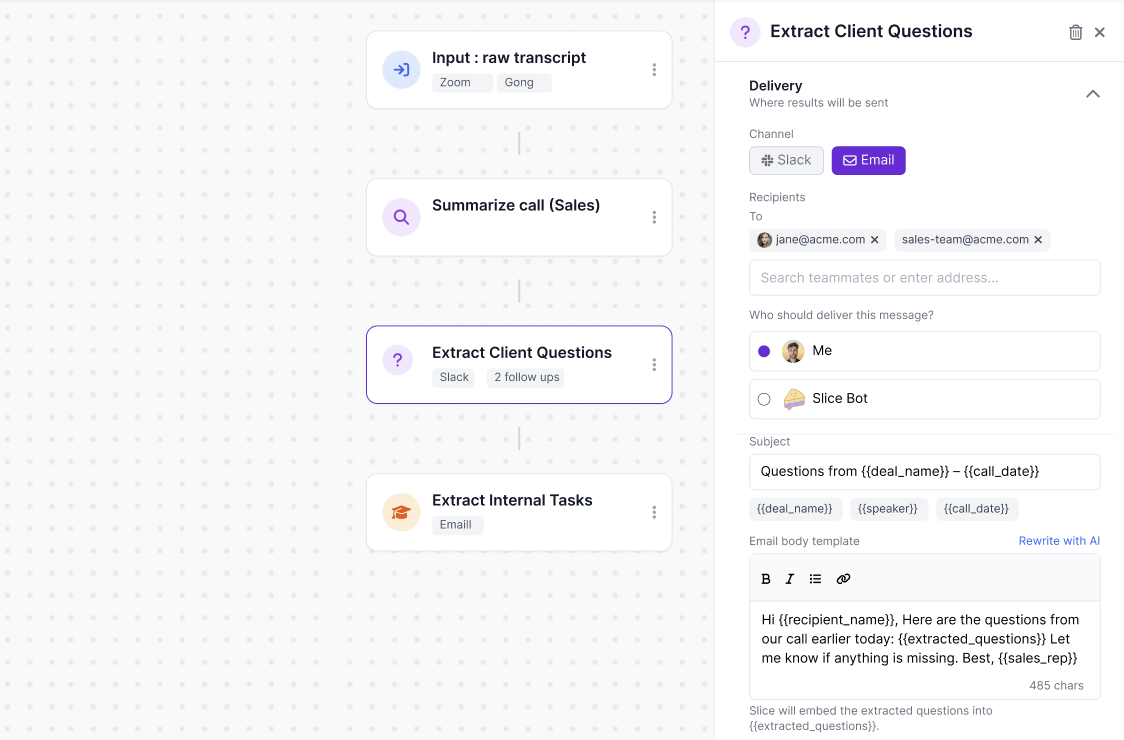 Input : raw transcript
Zoom Gong
Summarize call (Sales)
? Extract Client Questions
Slack 2 follow ups
Extract Internal Tasks
Emaill
? Extract Client Questions
Delivery
Where results will be sent
Channel
Slack Email
Recipients
To
jane@acme.com sales-team@acme.com
Search teammates or enter address...
Who should deliver this message?
Me
Slice Bot
Subject
Questions from {{deal_name}} – {{call_date}}
{{deal_name}} {{speaker}} {{call_date}}
Email body template Rewrite with AI
B I
Hi {{recipient_name}}, Here are the questions from
our call earlier today: {{extracted_questions}} Let
me know if anything is missing. Best, {{sales_rep}}
485 chars
Slice will embed the extracted questions into
{{extracted_questions}}.